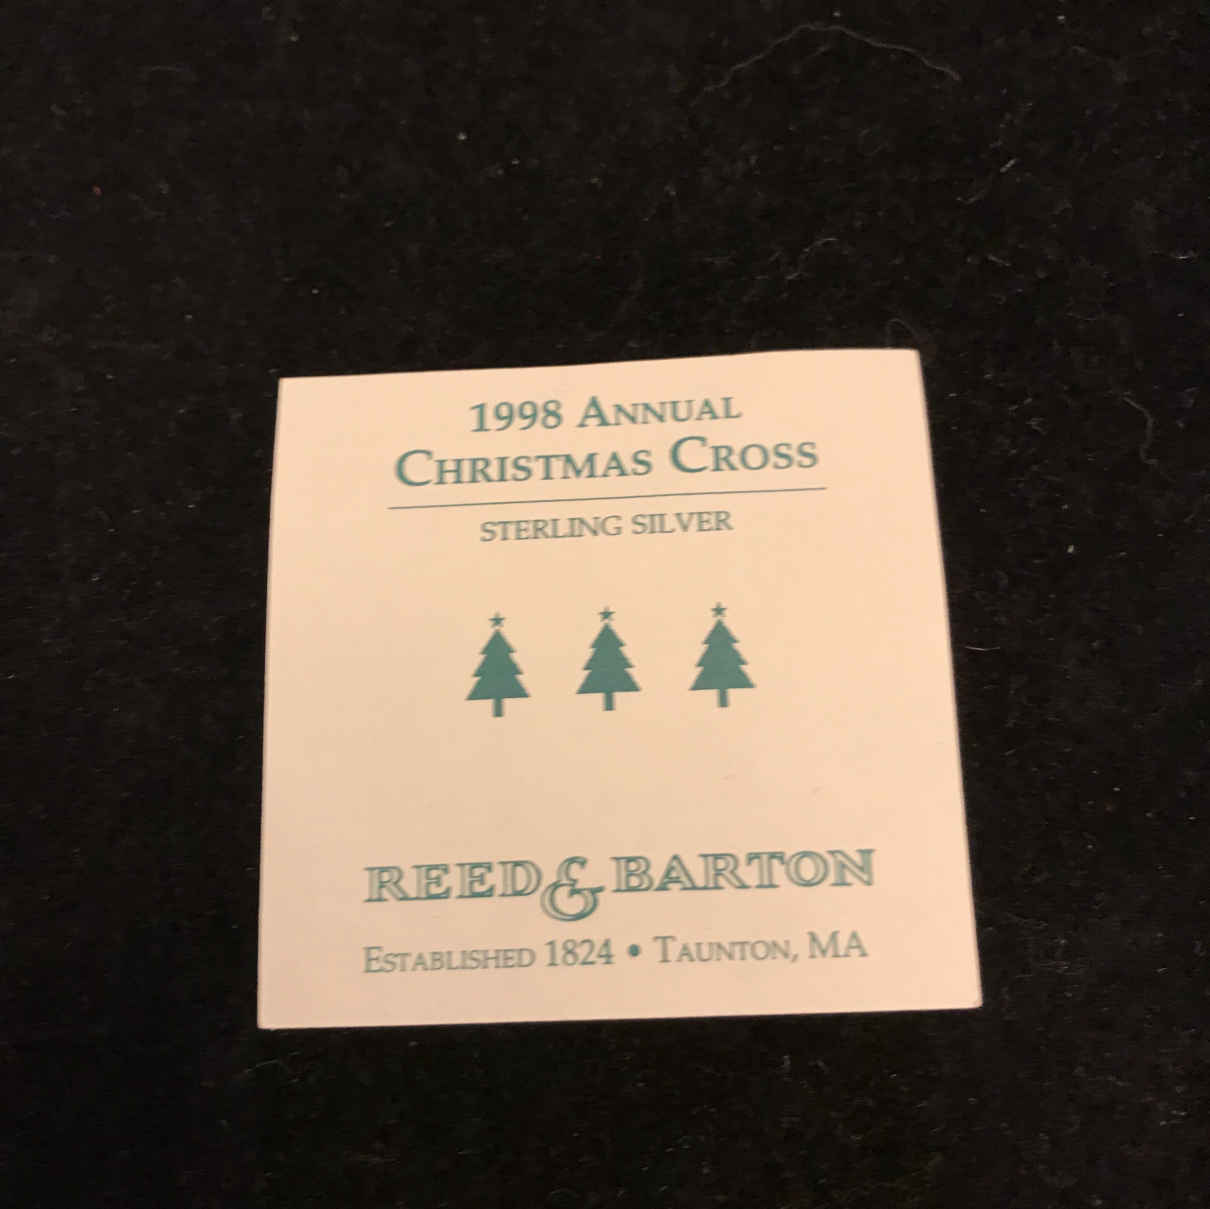 1998 ANNUAL
CHRISTMAS CROSS
STERLING SILVER
REED & BARTON
ESTABLISHED 1824 • TAUNTON, MA